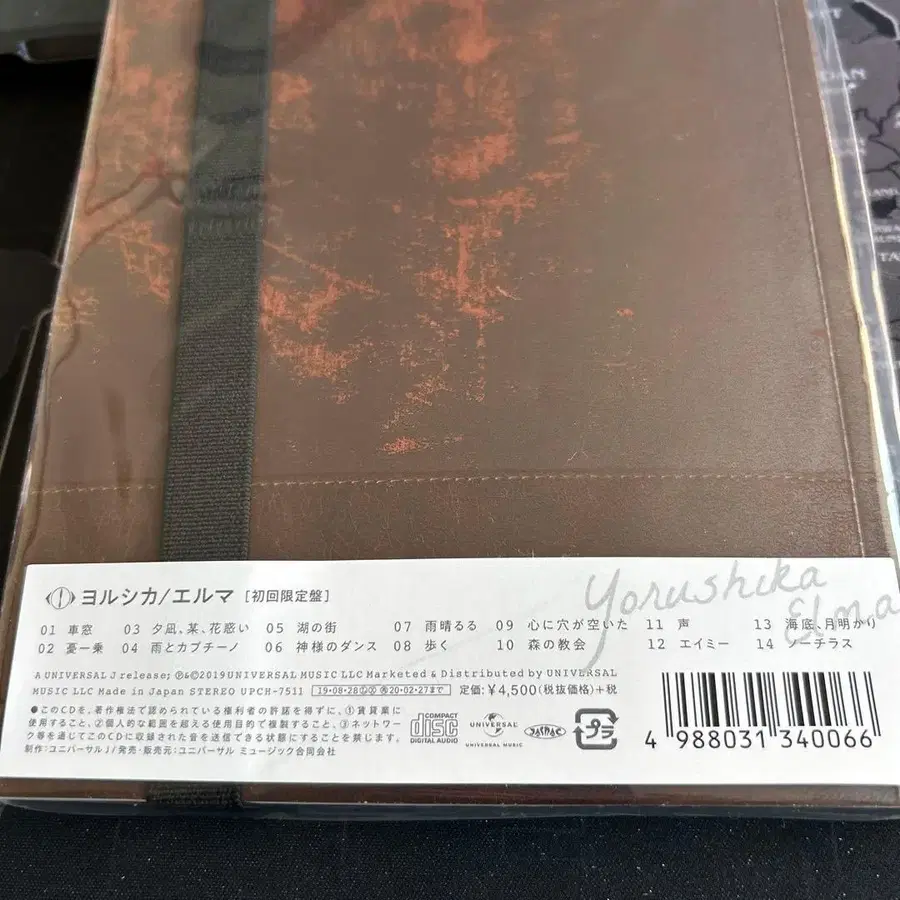 ヨルシカ/エルマ [初回限定盤]
Yorushika
Elma
01 車窓 03 夕凪、某、花惑い 05 湖の街 07 雨晴るる 09 心に穴が空いた 11 声 13 海底、月明かり
02 憂一乗 04 雨とカプチーノ 06 神様のダンス 08 歩く 10 森の教会 12 エイミー 14 ノーチラス
A UNIVERSAL J release; ℗&©2019 UNIVERSAL MUSIC LLC Marketed & Distributed by UNIVERSAL
MUSIC LLC Made in Japan STEREO UPCH-7511 19・08・28 20・02・27まで 定価:¥4,500(税抜価格)+税
●このCDを、著作権法で認められている権利者の許諾を得ずに、①賃貸業に
使用すること、②個人的な範囲を超える使用目的で複製すること、③ネットワー
ク等を通じてこのCDに収録された音を送信できる状態にすることを禁じます。
制作:ユニバーサルJ/発売・販売元:ユニバーサル ミュージック合同会社
COMPACT
disc
DIGITAL AUDIO
UNIVERSAL
UNIVERSAL MUSIC
JASRAC
プラ
4 988031 340066